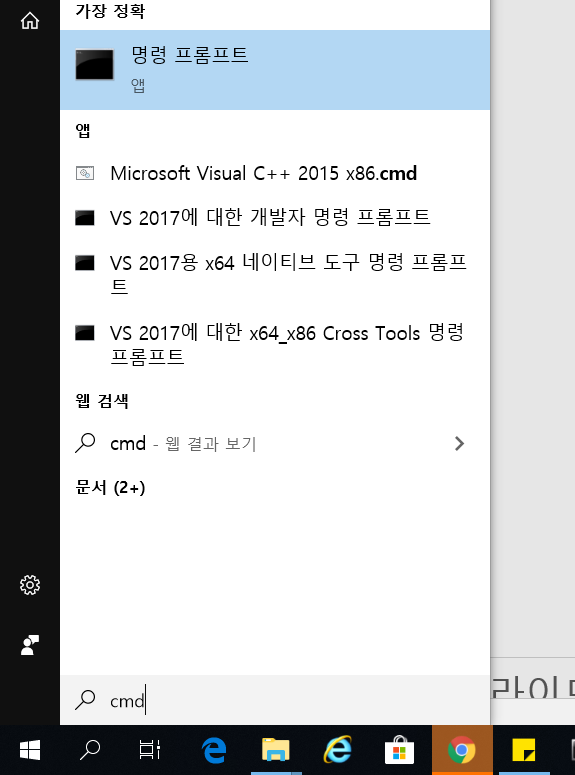 가장 정확
명령 프롬프트
앱
앱
Microsoft Visual C++ 2015 x86.cmd
VS 2017에 대한 개발자 명령 프롬프트
VS 2017용 x64 네이티브 도구 명령 프롬프
트
VS 2017에 대한 x64_x86 Cross Tools 명령
프롬프트
웹 검색
cmd - 웹 결과 보기
문서 (2+)
cmd